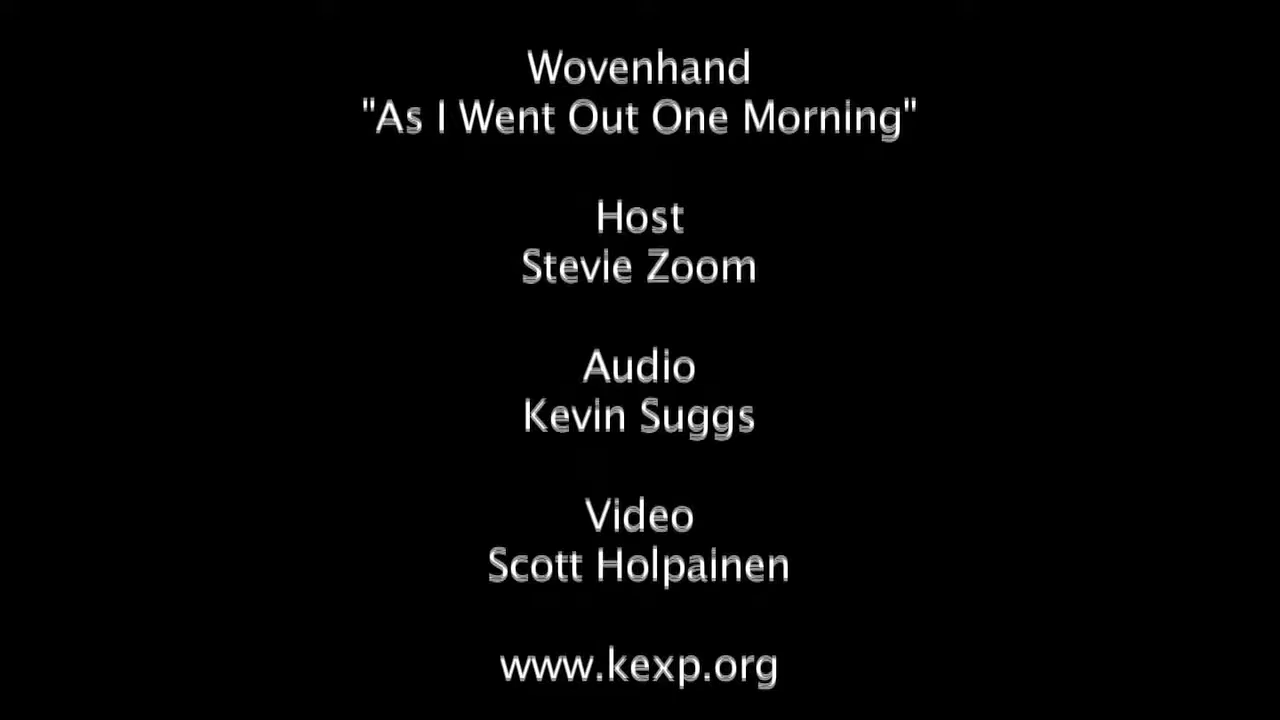 Wovenhand
"As I Went Out One Morning"
Host
Stevie Zoom
Audio
Kevin Suggs
Video
Scott Holpainen
www.kexp.org